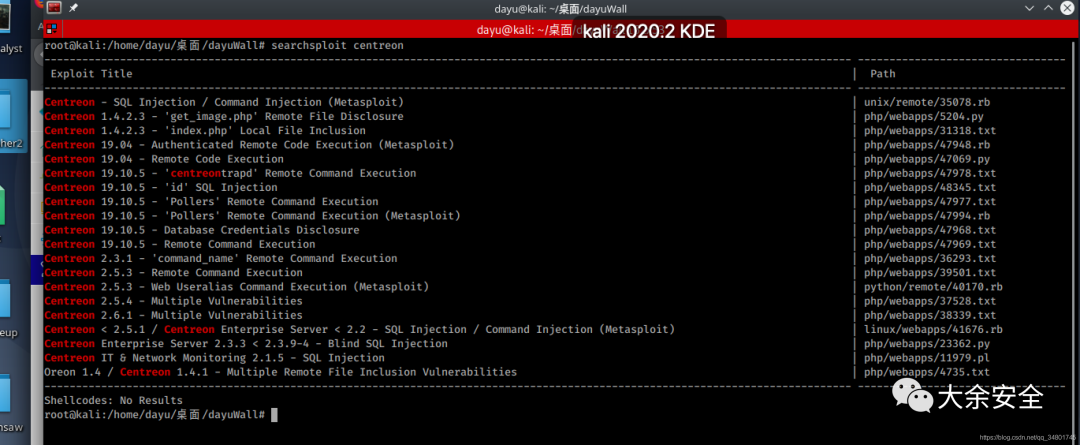 dayu@kali: ~/桌面/dayuWall
dayu@kali: ~/桌面/dayuWall
kali 2020.2 KDE
root@kali:/home/dayu/桌面/dayuWall# searchsploit centreon
Exploit Title | Path
Centreon - SQL Injection / Command Injection (Metasploit) | unix/remote/35078.rb
Centreon 1.4.2.3 - 'get_image.php' Remote File Disclosure | php/webapps/5204.py
Centreon 1.4.2.3 - 'index.php' Local File Inclusion | php/webapps/31318.txt
Centreon 19.04 - Authenticated Remote Code Execution (Metasploit) | php/webapps/47948.rb
Centreon 19.04 - Remote Code Execution | php/webapps/47069.py
Centreon 19.10.5 - 'centreontrapd' Remote Command Execution | php/webapps/47978.txt
Centreon 19.10.5 - 'id' SQL Injection | php/webapps/48345.txt
Centreon 19.10.5 - 'Pollers' Remote Command Execution | php/webapps/47977.txt
Centreon 19.10.5 - 'Pollers' Remote Command Execution (Metasploit) | php/webapps/47994.rb
Centreon 19.10.5 - Database Credentials Disclosure | php/webapps/47968.txt
Centreon 19.10.5 - Remote Command Execution | php/webapps/47969.txt
Centreon 2.3.1 - 'command_name' Remote Command Execution | php/webapps/36293.txt
Centreon 2.5.3 - Remote Command Execution | php/webapps/39501.txt
Centreon 2.5.3 - Web Useralias Command Execution (Metasploit) | python/remote/40170.rb
Centreon 2.5.4 - Multiple Vulnerabilities | php/webapps/37528.txt
Centreon 2.6.1 - Multiple Vulnerabilities | php/webapps/38339.txt
Centreon < 2.5.1 / Centreon Enterprise Server < 2.2 - SQL Injection / Command Injection (Metasploit) | linux/webapps/41676.rb
Centreon Enterprise Server 2.3.3 < 2.3.9-4 - Blind SQL Injection | php/webapps/23362.py
Centreon IT & Network Monitoring 2.1.5 - SQL Injection | php/webapps/11979.pl
Oreon 1.4 / Centreon 1.4.1 - Multiple Remote File Inclusion Vulnerabilities | php/webapps/4735.txt
Shellcodes: No Results
root@kali:/home/dayu/桌面/dayuWall#
alyst
her2
eup
nsaw
大余安全